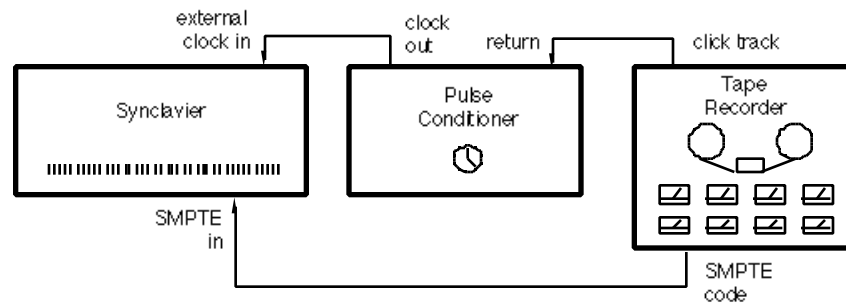 external
clock in
clock
out
return
click track
Synclavier
Pulse
Conditioner
Tape
Recorder
SMPTE
in
SMPTE
code